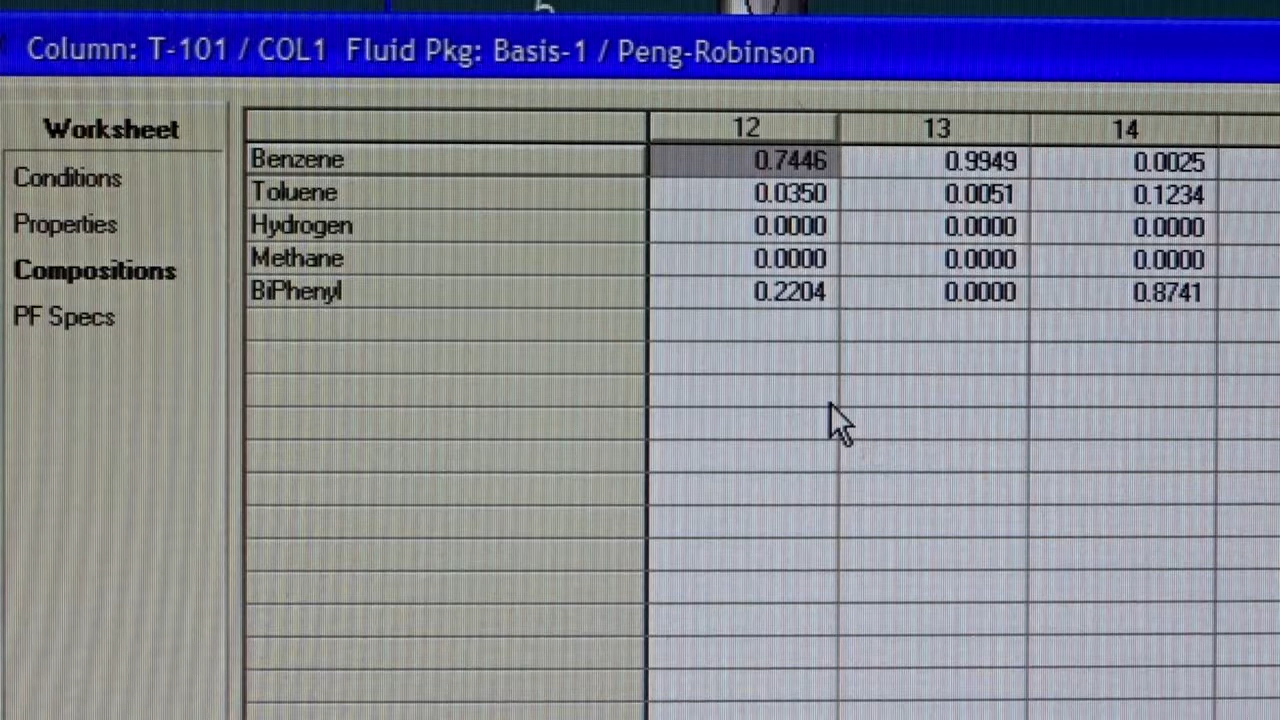 Column: T-101 / COL1 Fluid Pkg: Basis-1 / Peng-Robinson
Worksheet
Conditions
Properties
Compositions
PF Specs
12 13 14
Benzene 0.7446 0.9949 0.0025
Toluene 0.0350 0.0051 0.1234
Hydrogen 0.0000 0.0000 0.0000
Methane 0.0000 0.0000 0.0000
BiPhenyl 0.2204 0.0000 0.8741